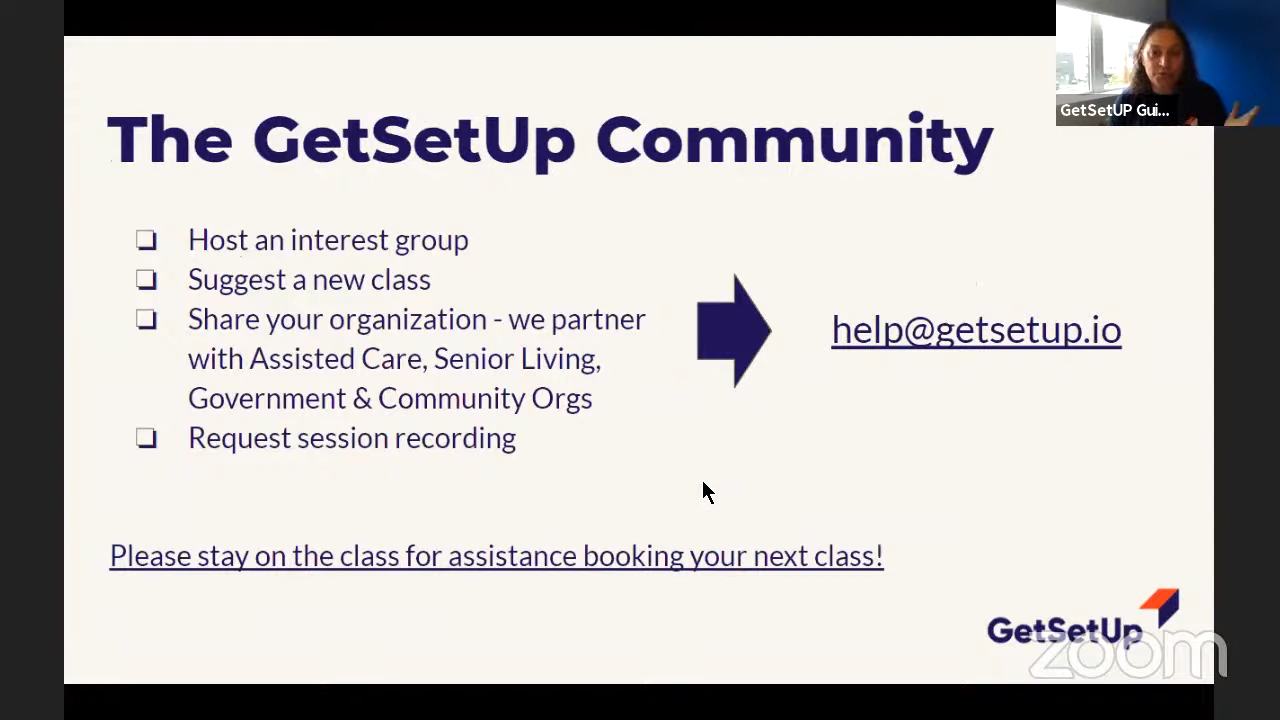 The GetSetUp Community
GetSetUP Gui...
Host an interest group
Suggest a new class
Share your organization - we partner
with Assisted Care, Senior Living,
Government & Community Orgs
Request session recording
help@getsetup.io
Please stay on the class for assistance booking your next class!
GetSetUp
zoom